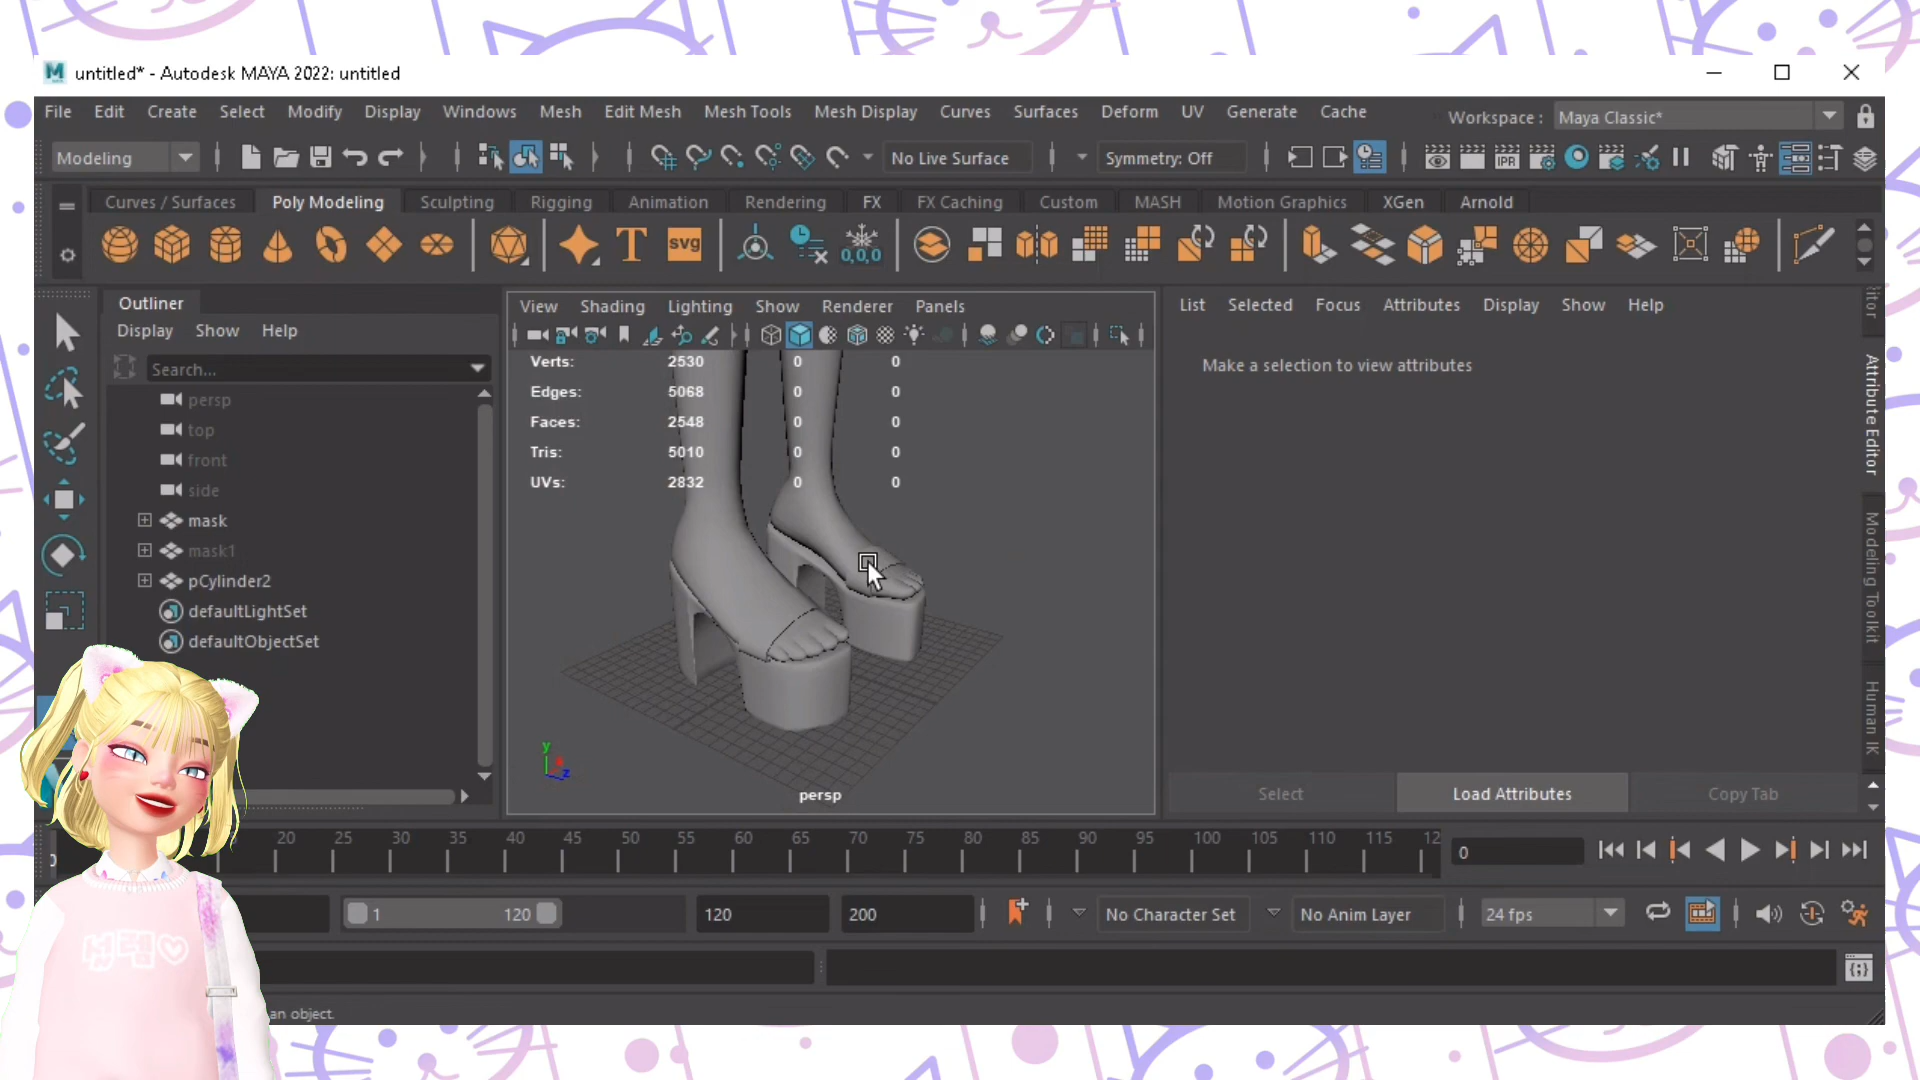 untitled* - Autodesk MAYA 2022: untitled
File Edit Create Select Modify Display Windows Mesh Edit Mesh Mesh Tools Mesh Display Curves Surfaces Deform UV Generate Cache
Workspace : Maya Classic*
Modeling
No Live Surface
Symmetry: Off
IPR
Curves / Surfaces Poly Modeling Sculpting Rigging Animation Rendering FX FX Caching Custom MASH Motion Graphics XGen Arnold
T
svg
0,0,0
Outliner
Display Show Help
Search...
persp
top
front
side
mask
mask1
pCylinder2
defaultLightSet
defaultObjectSet
View Shading Lighting Show Renderer Panels
Verts: 2530 0 0
Edges: 5068 0 0
Faces: 2548 0 0
Tris: 5010 0 0
UVs: 2832 0 0
y
z
persp
List Selected Focus Attributes Display Show Help
Make a selection to view attributes
Select Load Attributes Copy Tab
Attribute Editor
Modeling Toolkit
Human IK
20 25 30 35 40 45 50 55 60 65 70 75 80 85 90 95 100 105 110 115 12
0
1 120
120
200
No Character Set
No Anim Layer
24 fps
an object.